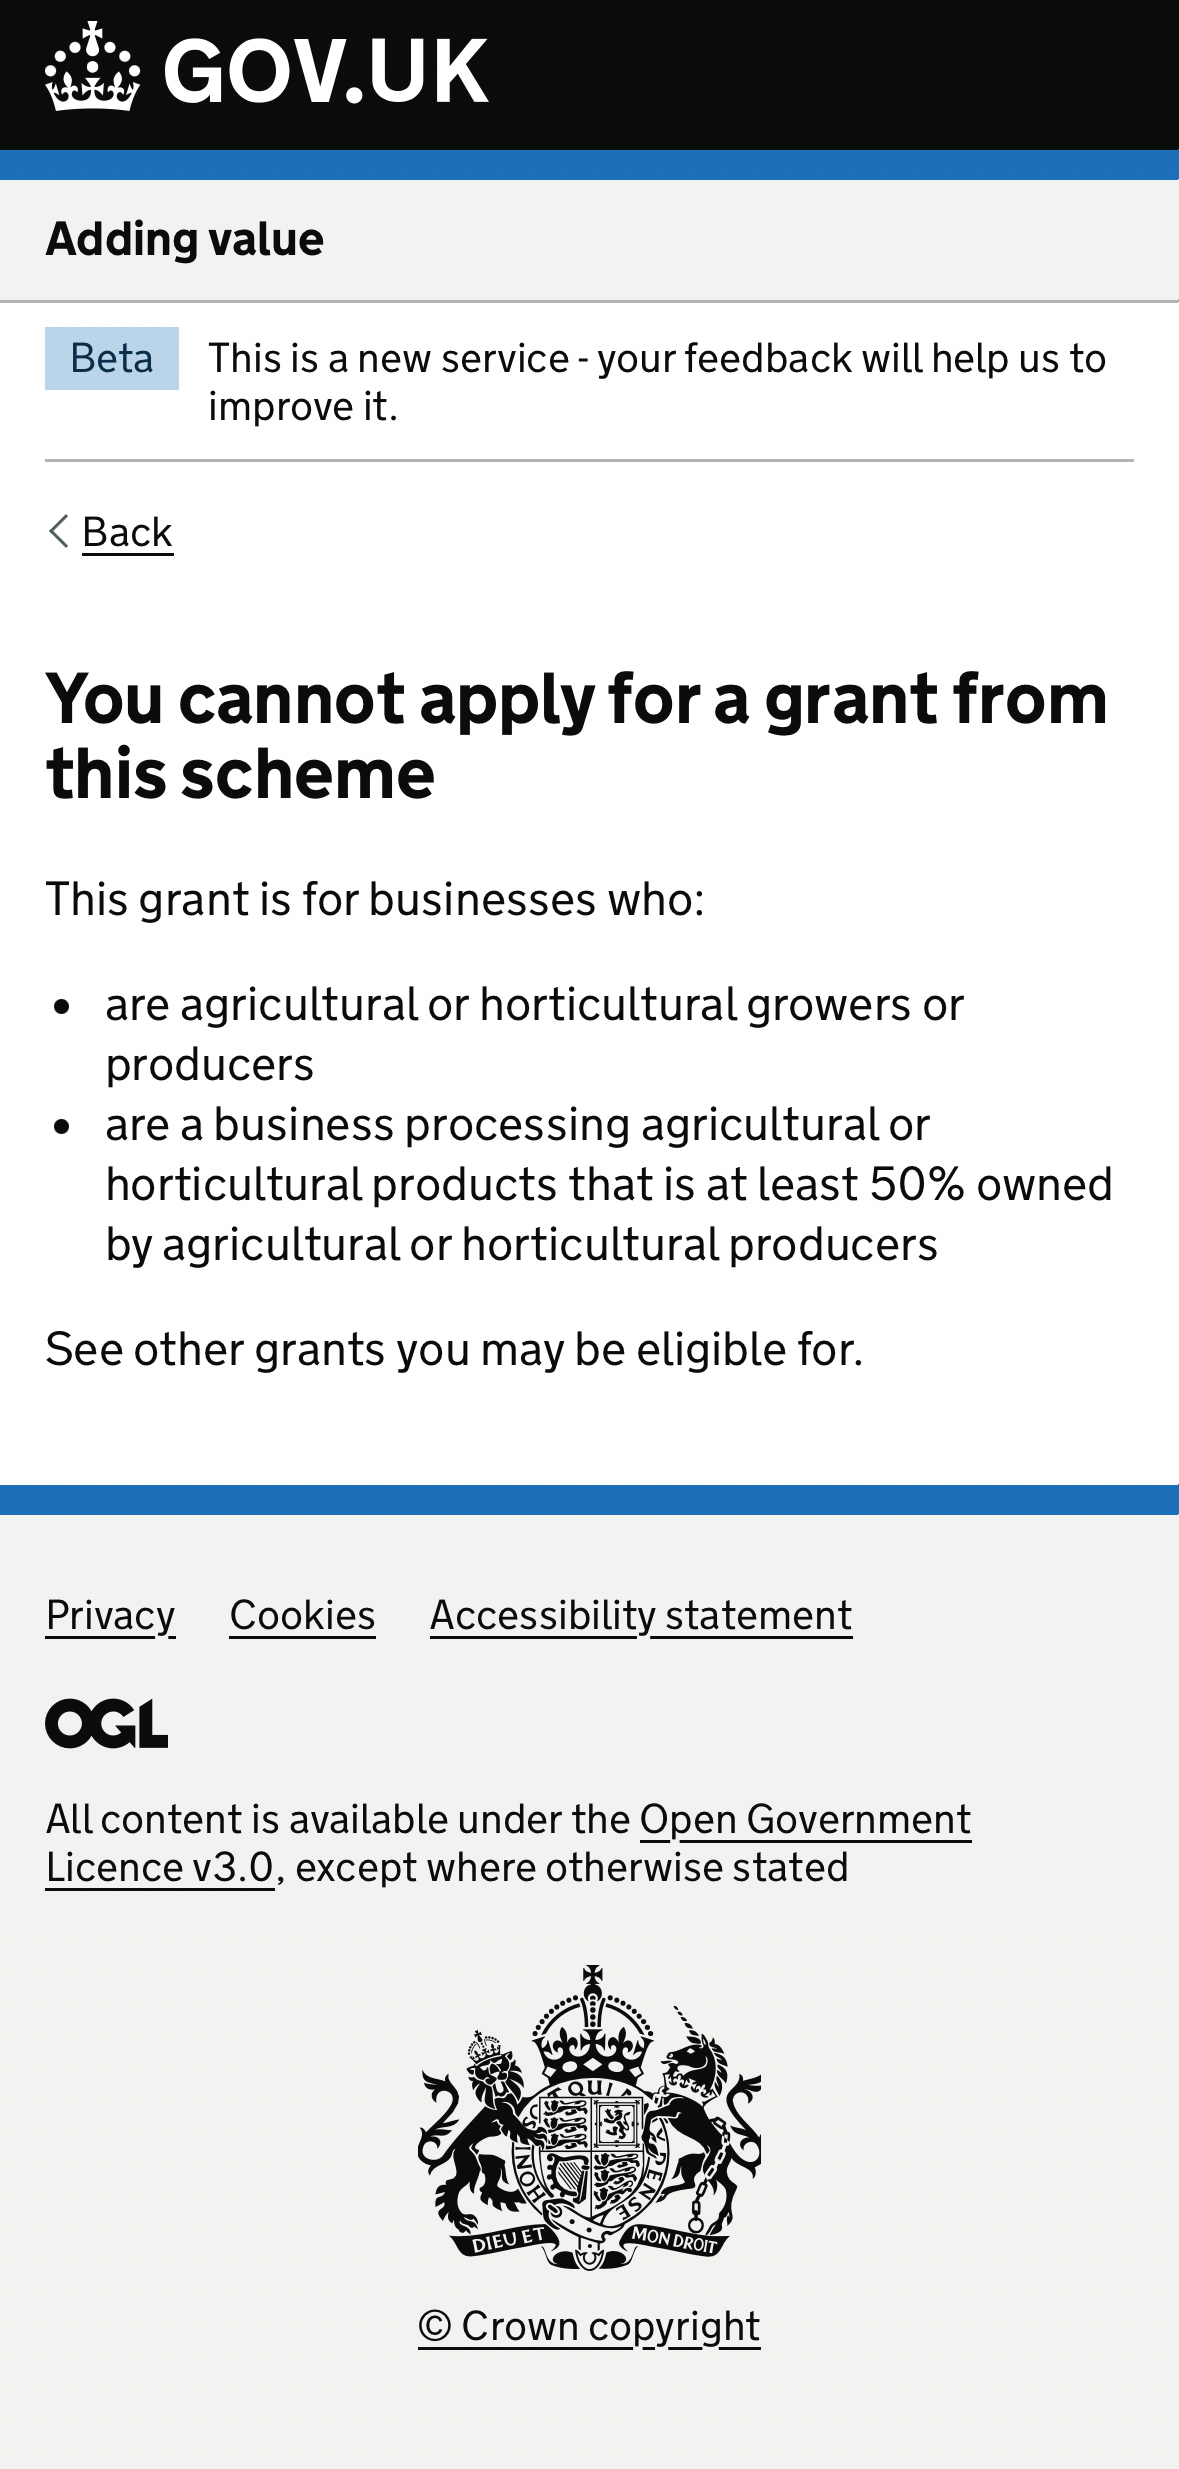 GOV.UK
Adding value
Beta
This is a new service - your feedback will help us to
improve it.
Back
You cannot apply for a grant from
this scheme
This grant is for businesses who:
• are agricultural or horticultural growers or
producers
• are a business processing agricultural or
horticultural products that is at least 50% owned
by agricultural or horticultural producers
See other grants you may be eligible for.
Privacy Cookies Accessibility statement
OGL
All content is available under the Open Government
Licence v3.0, except where otherwise stated
HONI SOIT QUI PENSE
DIEU ET MON DROIT
© Crown copyright